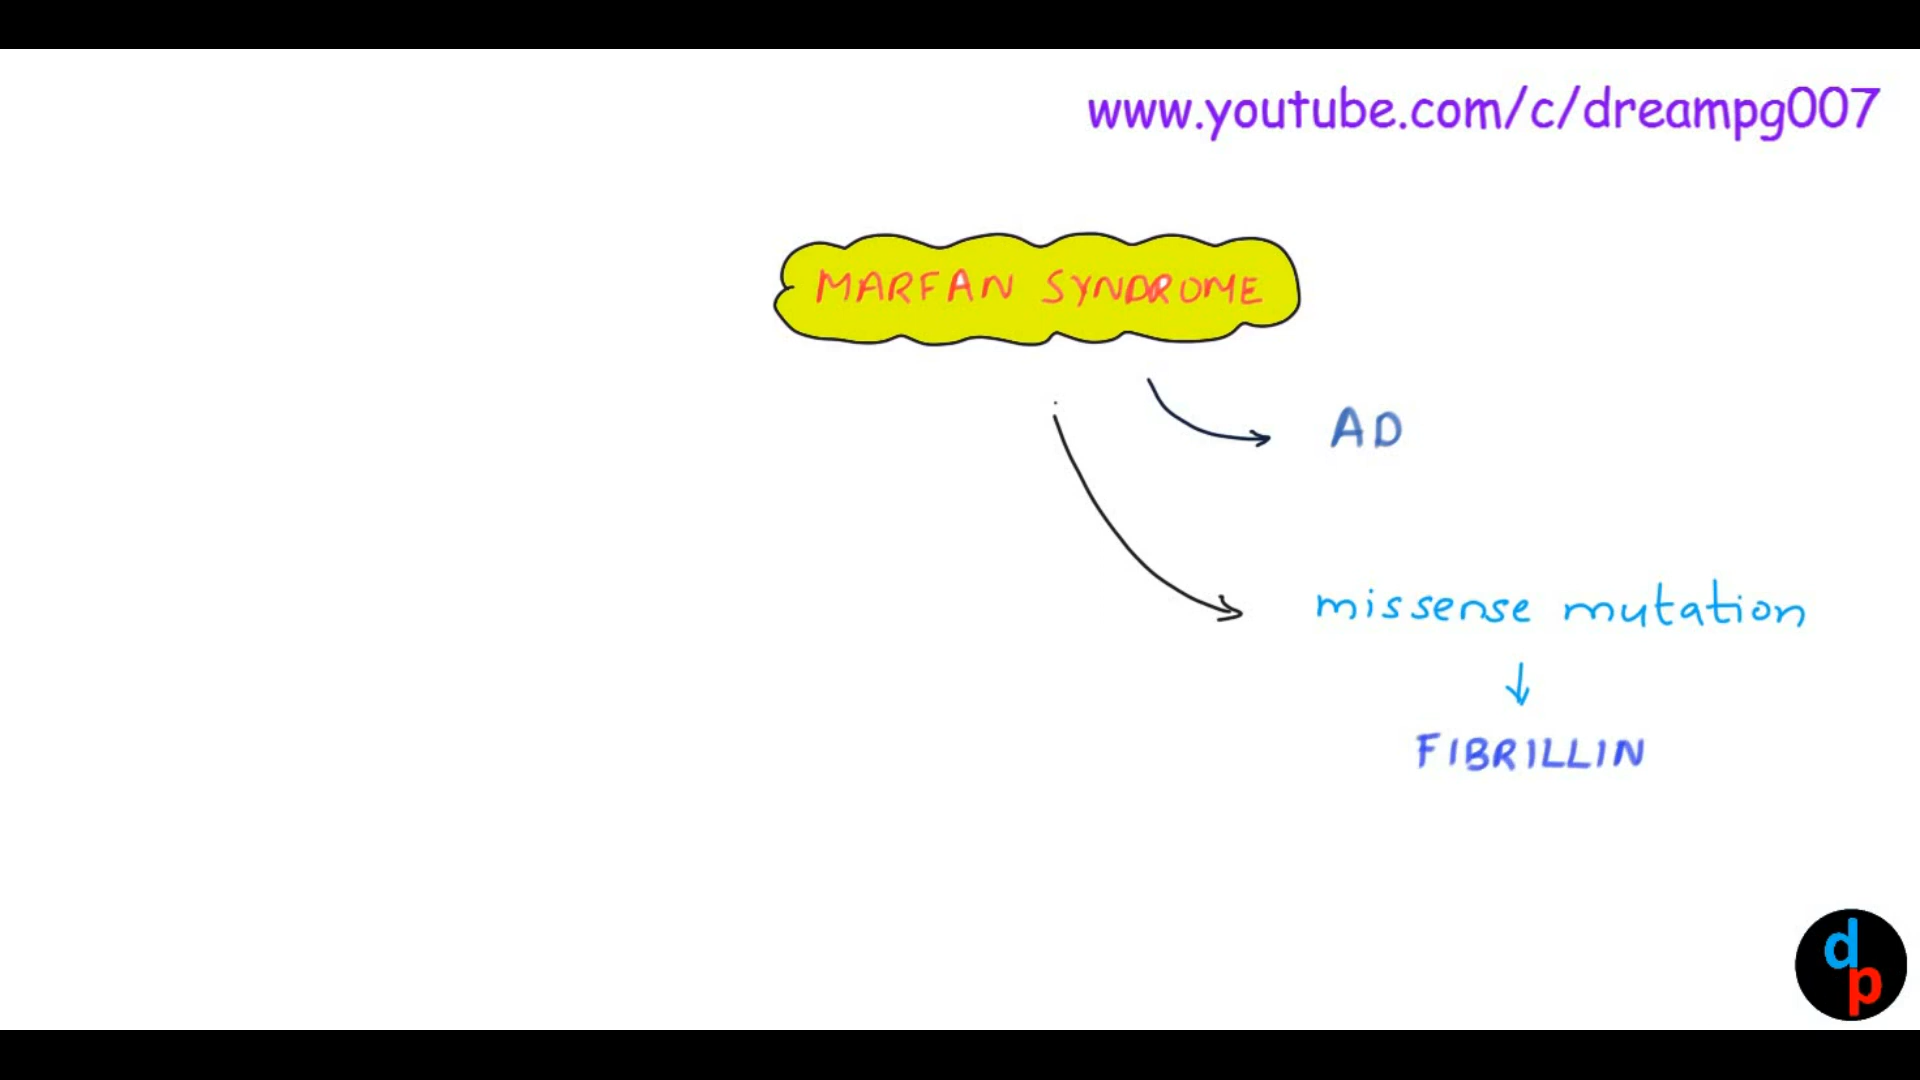 www.youtube.com/c/dreampg007
MARFAN SYNDROME
AD
missense mutation
↓
FIBRILLIN
dp